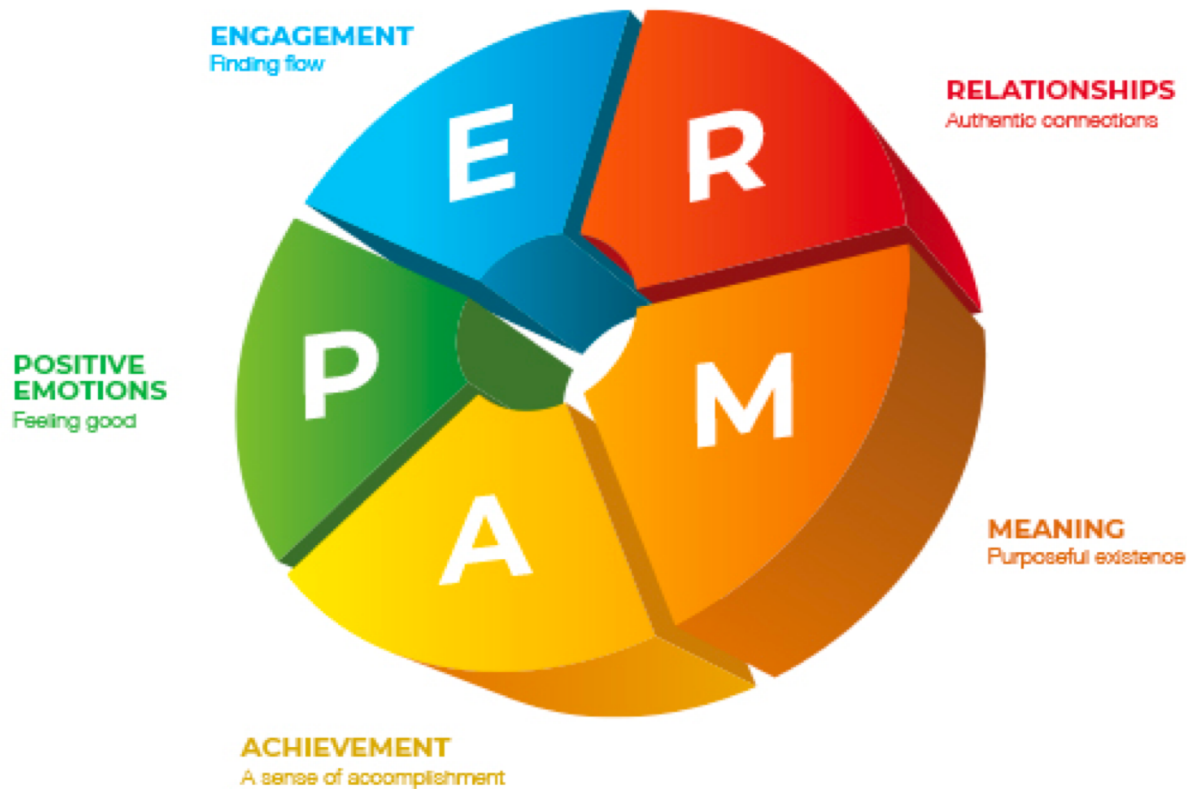 ENGAGEMENT
Finding flow
RELATIONSHIPS
Authentic connections
E
R
POSITIVE
EMOTIONS
Feeling good
P
M
A
MEANING
Purposeful existence
ACHIEVEMENT
A sense of accomplishment